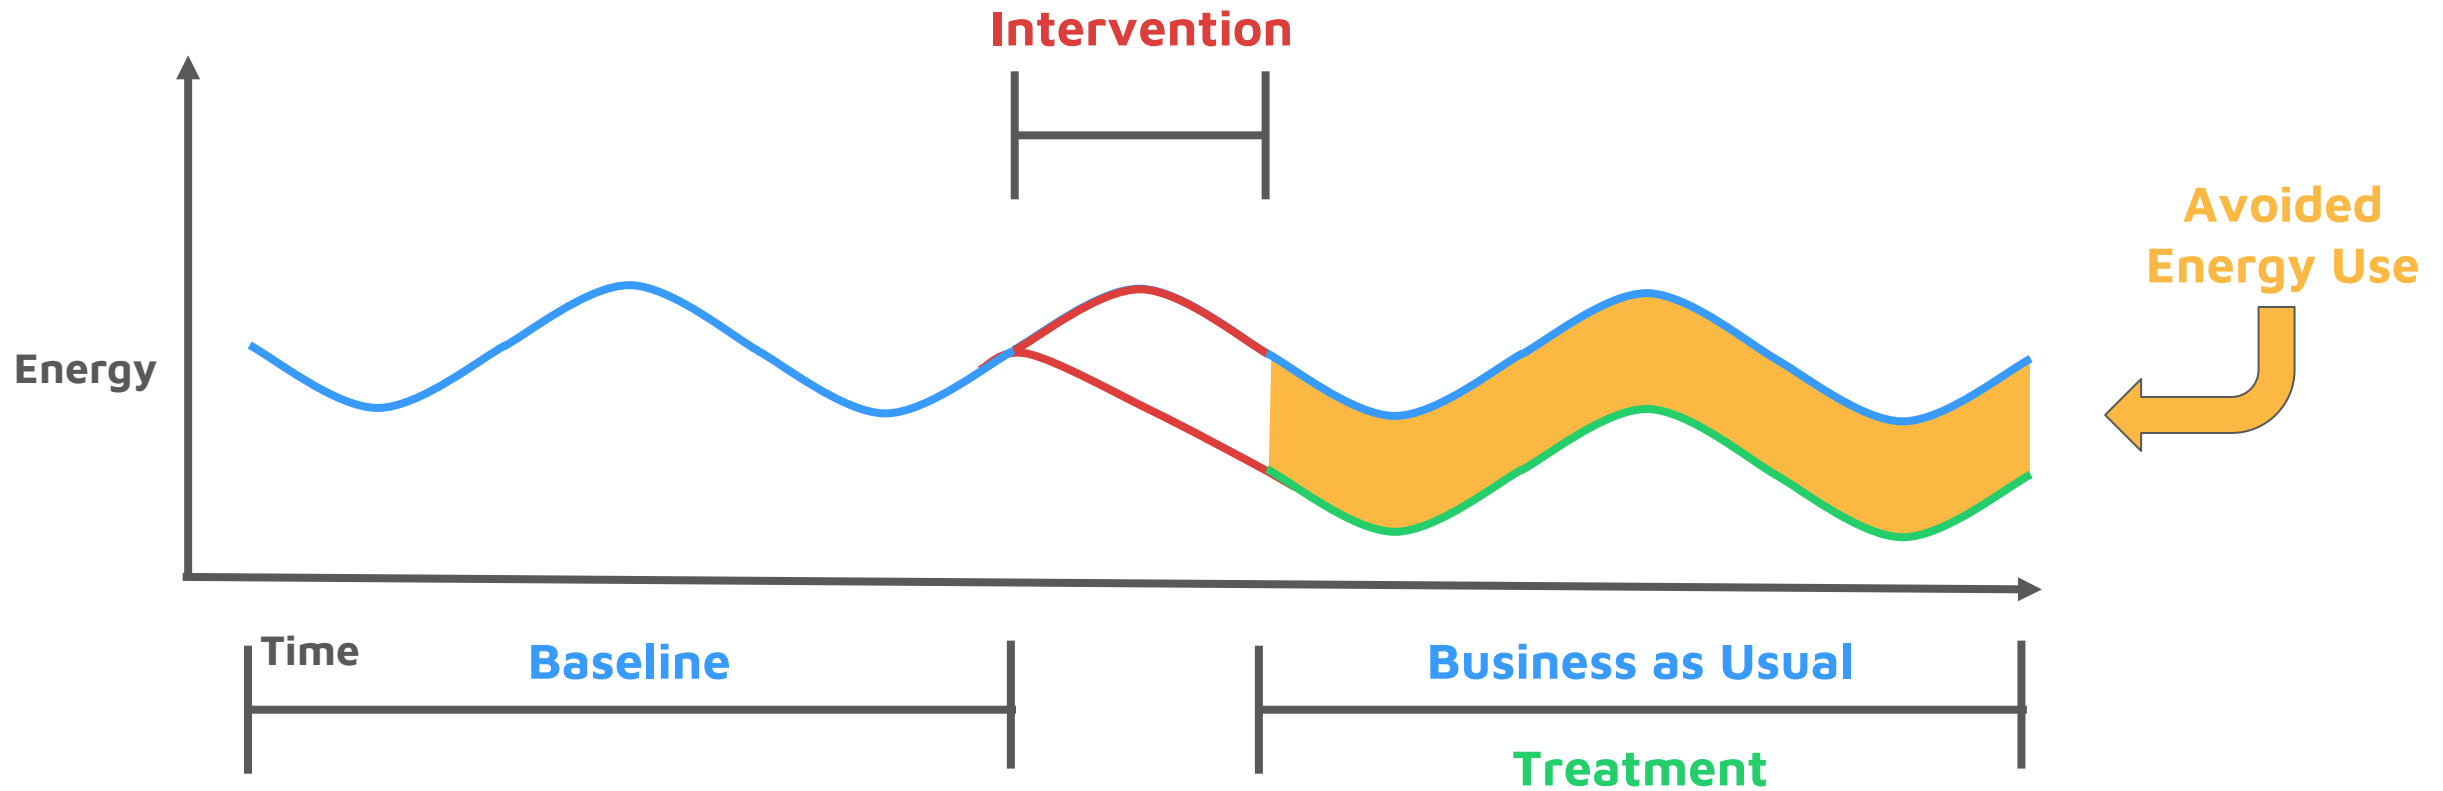 Intervention
Avoided
Energy Use
Energy
Time
Baseline
Business as Usual
Treatment